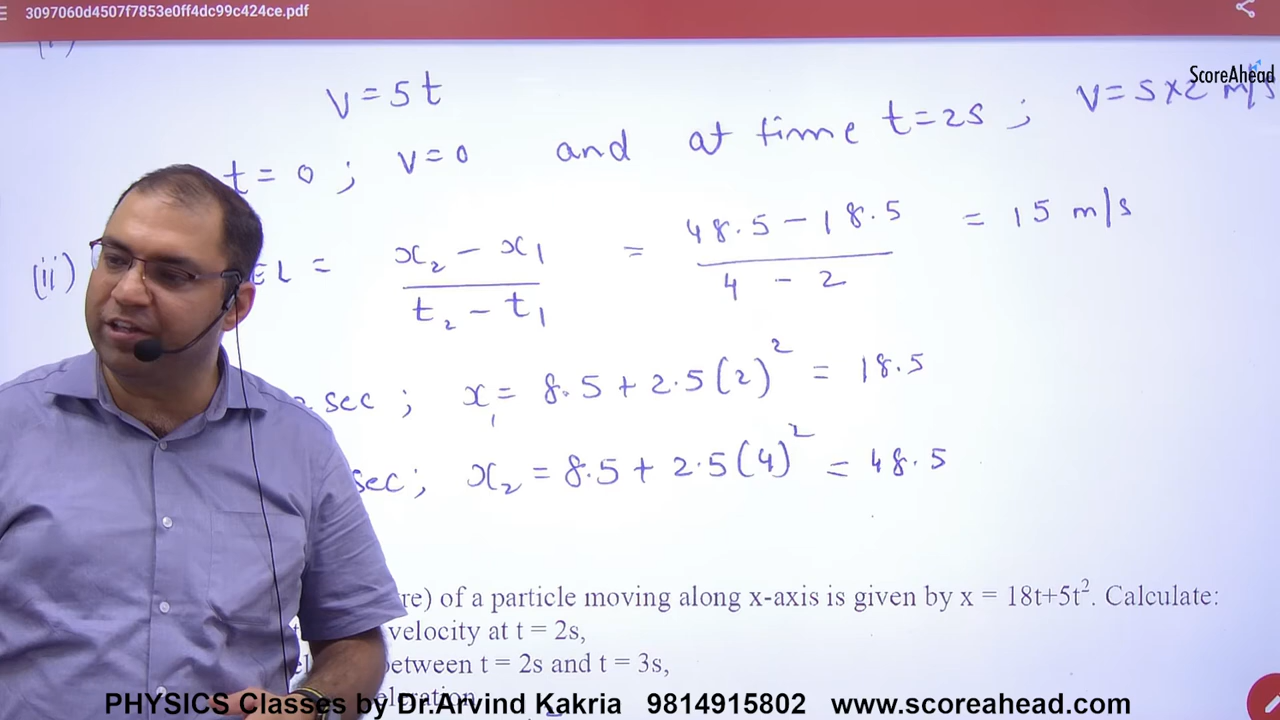 3097060d4507f7853e0ff4dc99c424ce.pdf
ScoreAhead
V = 5t
t = 0 ; V = 0 and at time t = 2s ; V = 5×2 m/s
(ii) EL = x₂ - x₁ / t₂ - t₁ = 48.5 - 18.5 / 4 - 2 = 15 m/s
sec ; x₁ = 8.5 + 2.5(2)² = 18.5
sec ; x₂ = 8.5 + 2.5(4)² = 48.5
re) of a particle moving along x-axis is given by x = 18t+5t². Calculate:
velocity at t = 2s,
between t = 2s and t = 3s,
PHYSICS Classes by Dr.Arvind Kakria 9814915802 www.scoreahead.com